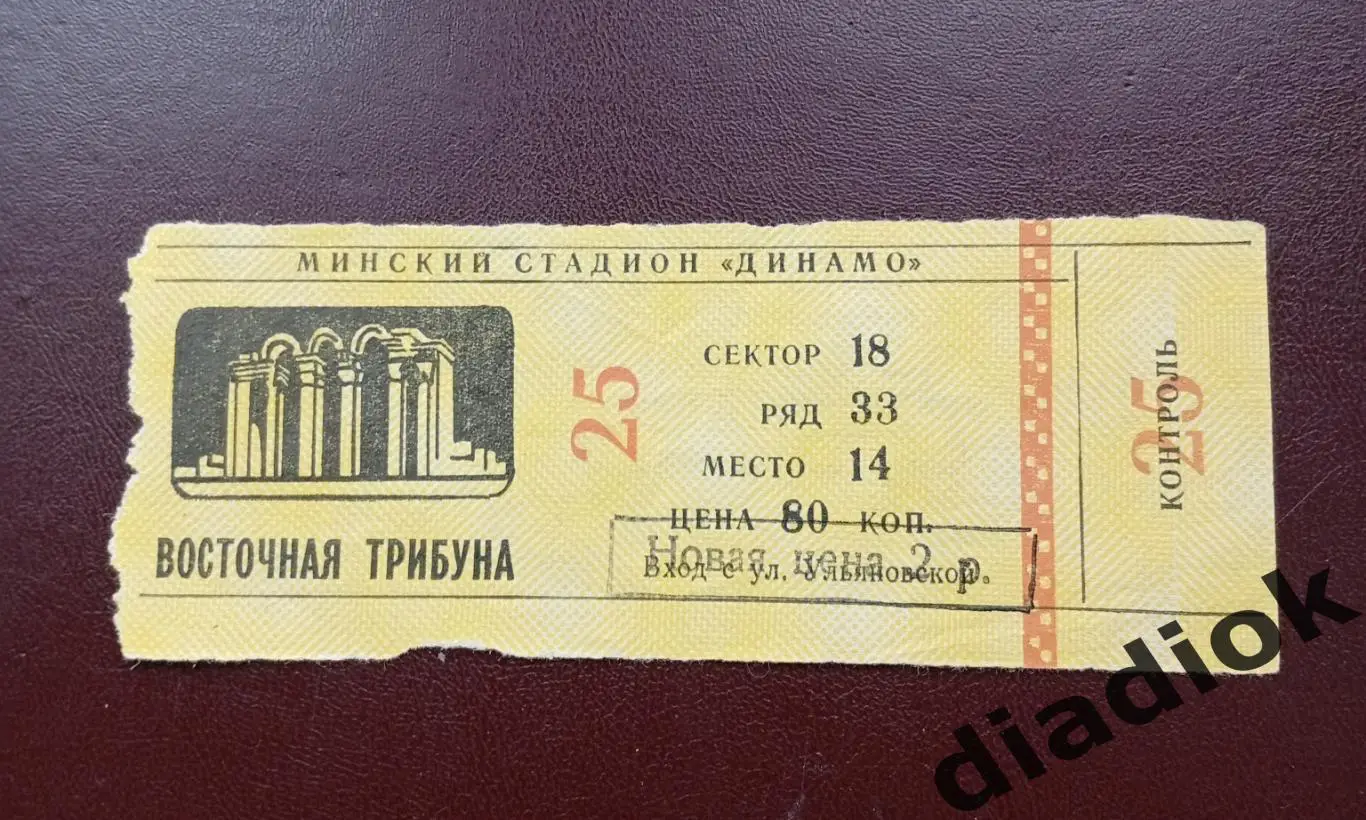 МИНСКИЙ СТАДИОН «ДИНАМО»
25
СЕКТОР 18
РЯД 33
МЕСТО 14
ЦЕНА 80 КОП.
Новая цена 2 р.
Вход с ул. Ульяновской.
ВОСТОЧНАЯ ТРИБУНА
КОНТРОЛЬ
25
diadiok